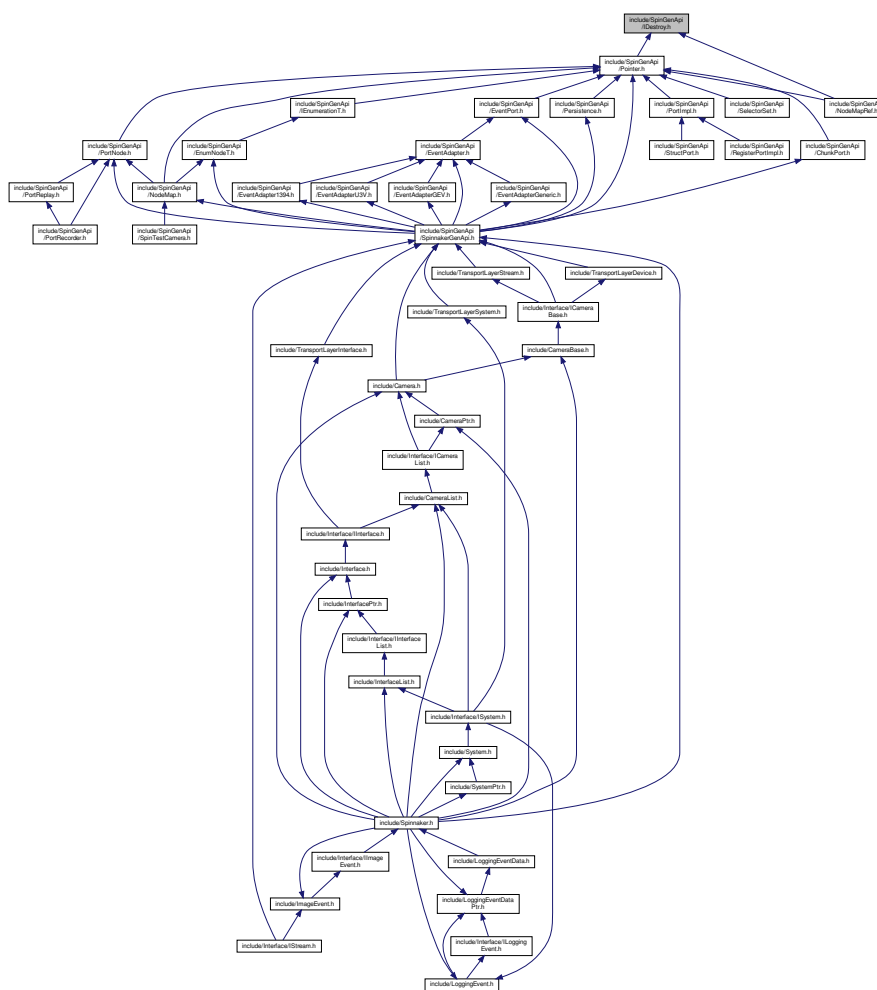 include/SpinGenApi
/IDestroy.h
include/SpinGenApi
/Pointer.h
include/SpinGenApi
/IEnumerationT.h
include/SpinGenApi
/EventPort.h
include/SpinGenApi
/Persistence.h
include/SpinGenApi
/PortImpl.h
include/SpinGenApi
/SelectorSet.h
include/SpinGenApi
/NodeMapRef.h
include/SpinGenApi
/PortNode.h
include/SpinGenApi
/EnumNodeT.h
include/SpinGenApi
/EventAdapter.h
include/SpinGenApi
/StructPort.h
include/SpinGenApi
/RegisterPortImpl.h
include/SpinGenApi
/ChunkPort.h
include/SpinGenApi
/PortReplay.h
include/SpinGenApi
/NodeMap.h
include/SpinGenApi
/EventAdapter1394.h
include/SpinGenApi
/EventAdapterU3V.h
include/SpinGenApi
/EventAdapterGEV.h
include/SpinGenApi
/EventAdapterGeneric.h
include/SpinGenApi
/PortRecorder.h
include/SpinGenApi
/SpinTestCamera.h
include/SpinGenApi
/SpinnakerGenApi.h
include/TransportLayerStream.h
include/TransportLayerDevice.h
include/TransportLayerSystem.h
include/Interface/ICamera
Base.h
include/TransportLayerInterface.h
include/CameraBase.h
include/Camera.h
include/CameraPtr.h
include/Interface/ICamera
List.h
include/CameraList.h
include/Interface/IInterface.h
include/Interface.h
include/InterfacePtr.h
include/Interface/IInterface
List.h
include/InterfaceList.h
include/Interface/ISystem.h
include/System.h
include/SystemPtr.h
include/Spinnaker.h
include/Interface/IImage
Event.h
include/LoggingEventData.h
include/ImageEvent.h
include/LoggingEventData
Ptr.h
include/Interface/IStream.h
include/Interface/ILogging
Event.h
include/LoggingEvent.h